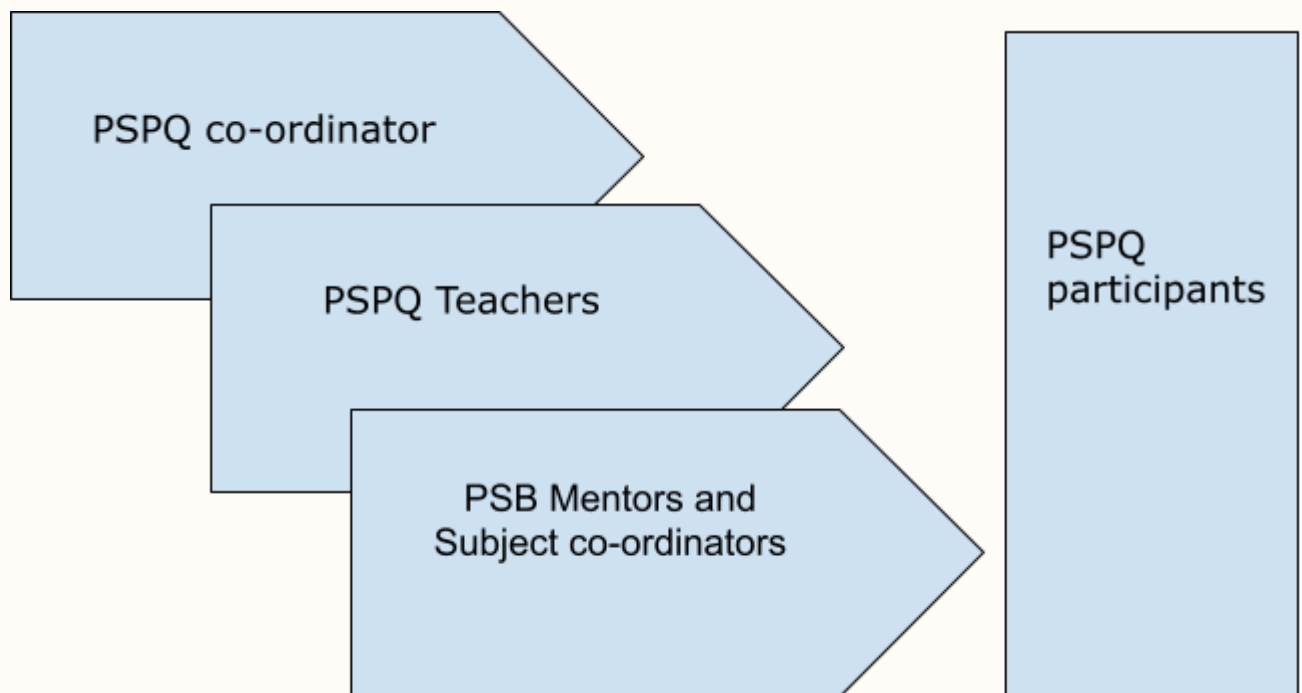 PSPQ co-ordinator
PSPQ Teachers
PSB Mentors and
Subject co-ordinators
PSPQ
participants